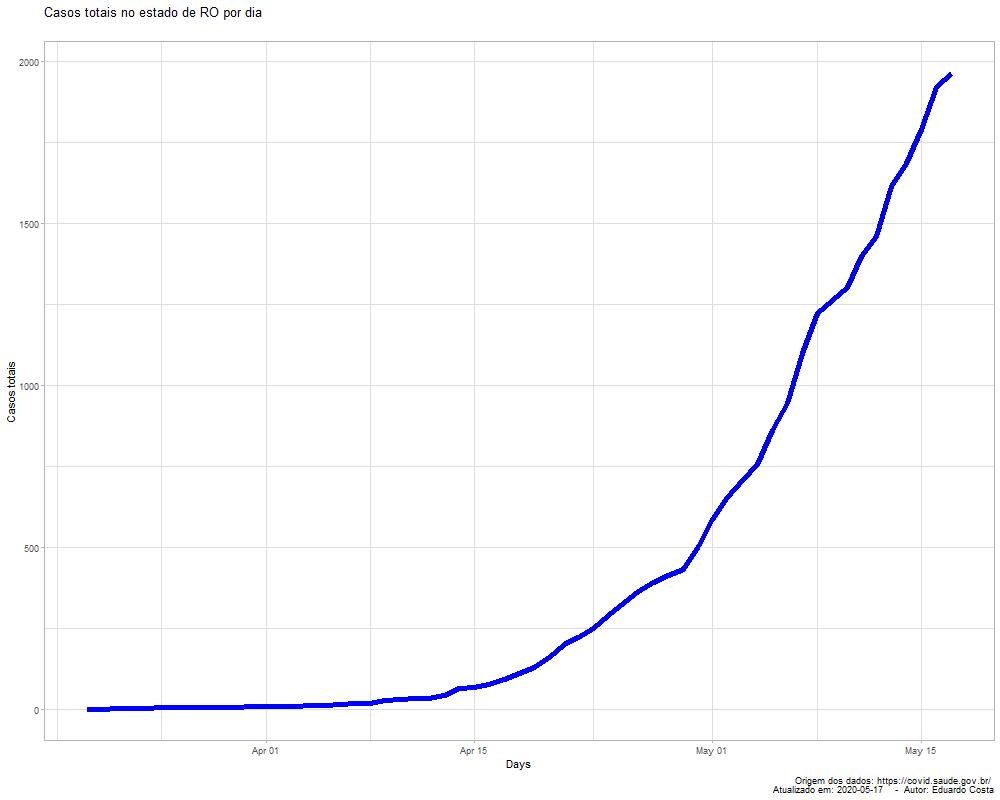 Casos totais no estado de RO por dia
2000
1500
1000
500
0
Casos totais
Apr 01
Apr 15
May 01
May 15
Days
Origem dos dados: https://covid.saude.gov.br/
Atualizado em: 2020-05-17 - Autor: Eduardo Costa